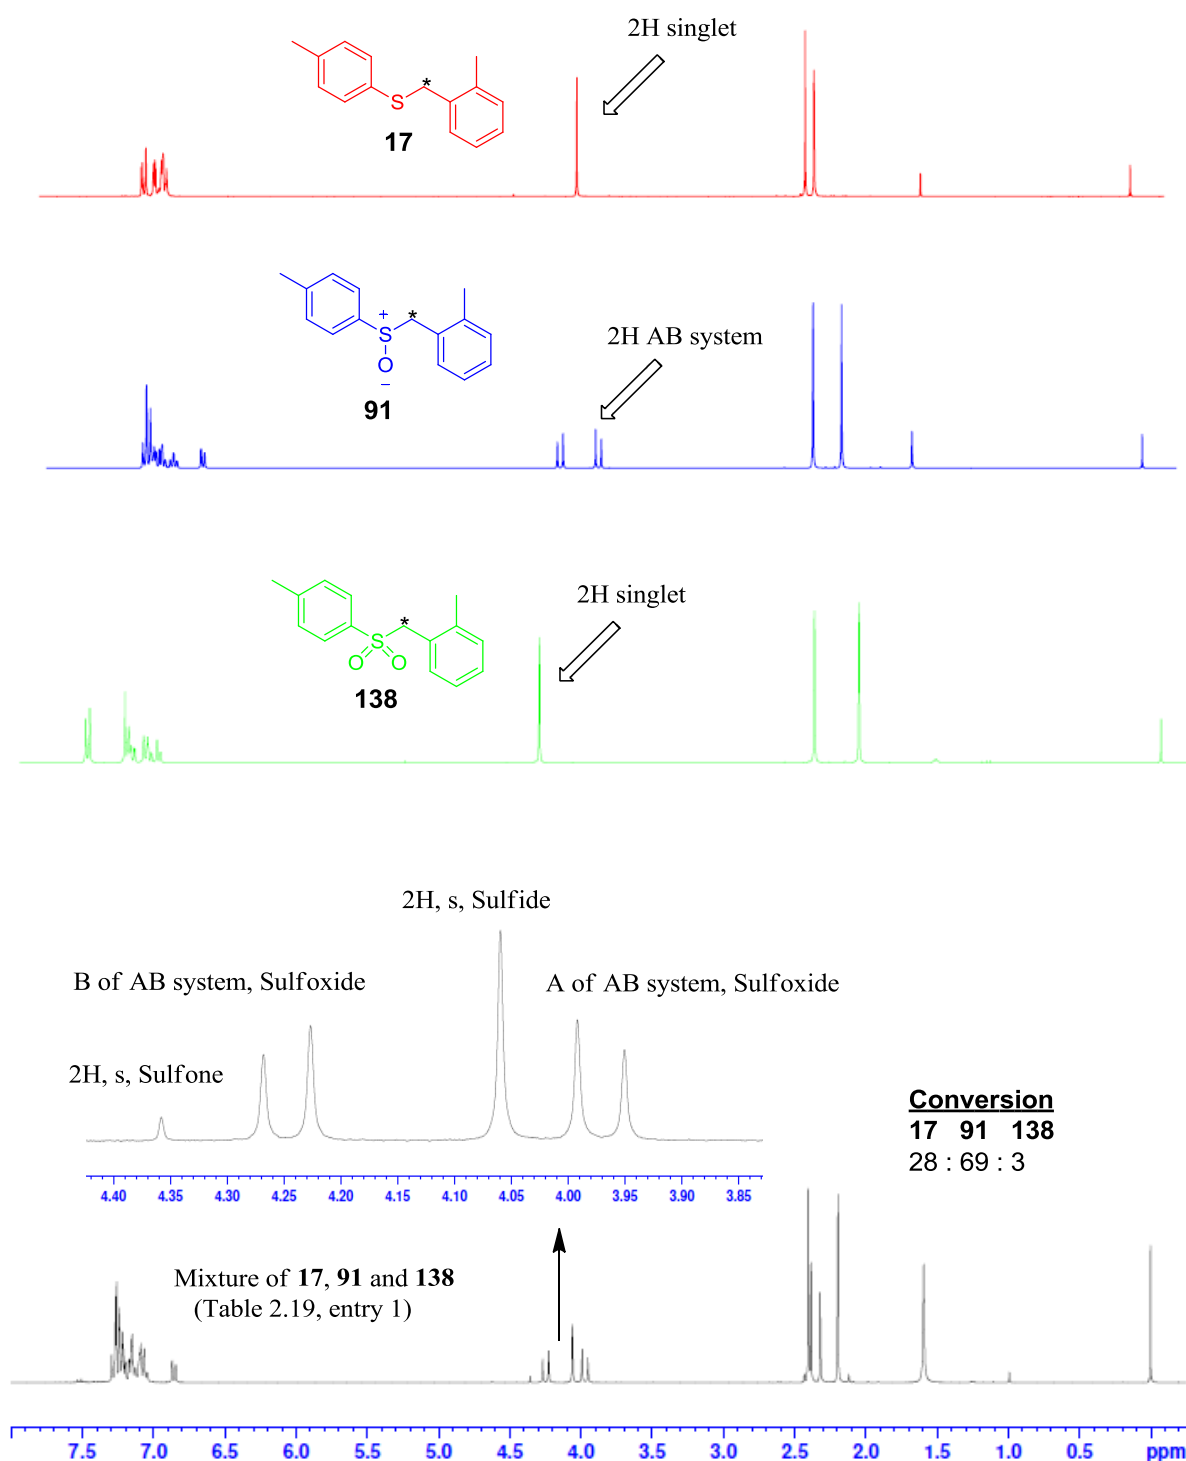 2H singlet
S
*
17
2H AB system
*
+
S
O
–
91
2H singlet
*
S
O O
138
2H, s, Sulfide
B of AB system, Sulfoxide
A of AB system, Sulfoxide
2H, s, Sulfone
Conversion
17 91 138
28 : 69 : 3
4.40 4.35 4.30 4.25 4.20 4.15 4.10 4.05 4.00 3.95 3.90 3.85
Mixture of 17, 91 and 138
(Table 2.19, entry 1)
7.5 7.0 6.5 6.0 5.5 5.0 4.5 4.0 3.5 3.0 2.5 2.0 1.5 1.0 0.5 ppm